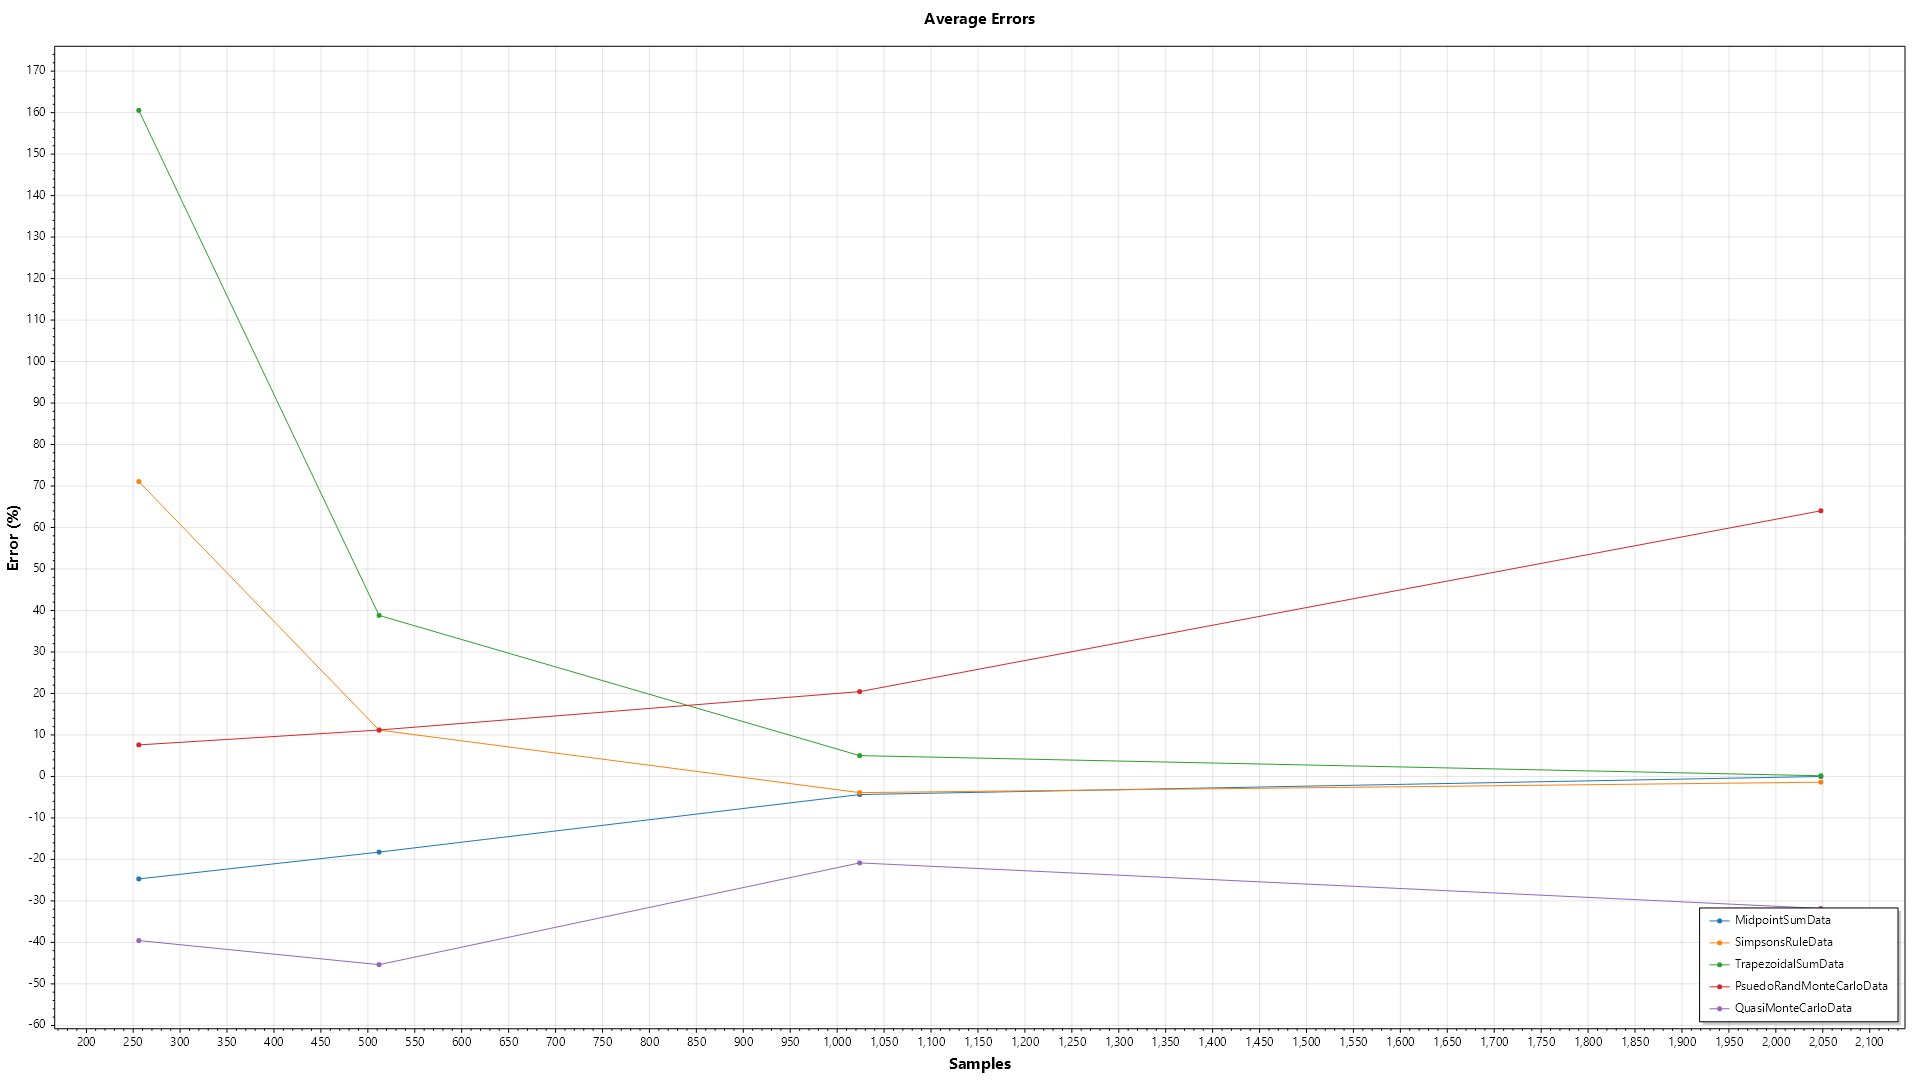 Average Errors
170
160
150
140
130
120
110
100
90
80
70
60
50
40
30
20
10
0
-10
-20
-30
-40
-50
-60
Error (%)
MidpointSumData
SimpsonsRuleData
TrapezoidalSumData
PsuedoRandMonteCarloData
QuasiMonteCarloData
200 250 300 350 400 450 500 550 600 650 700 750 800 850 900 950 1,000 1,050 1,100 1,150 1,200 1,250 1,300 1,350 1,400 1,450 1,500 1,550 1,600 1,650 1,700 1,750 1,800 1,850 1,900 1,950 2,000 2,050 2,100
Samples